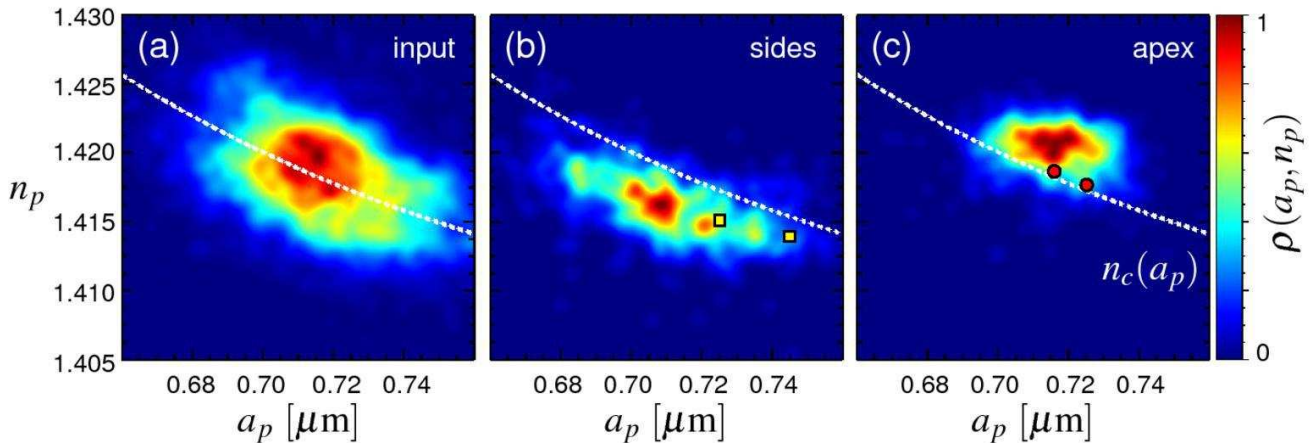 1.430
1.425
1.420
1.415
1.410
1.405
n_p
(a) input
0.68 0.70 0.72 0.74
a_p [μm]
(b) sides
0.68 0.70 0.72 0.74
a_p [μm]
(c) apex
n_c(a_p)
0.68 0.70 0.72 0.74
a_p [μm]
1
0
ρ(a_p, n_p)